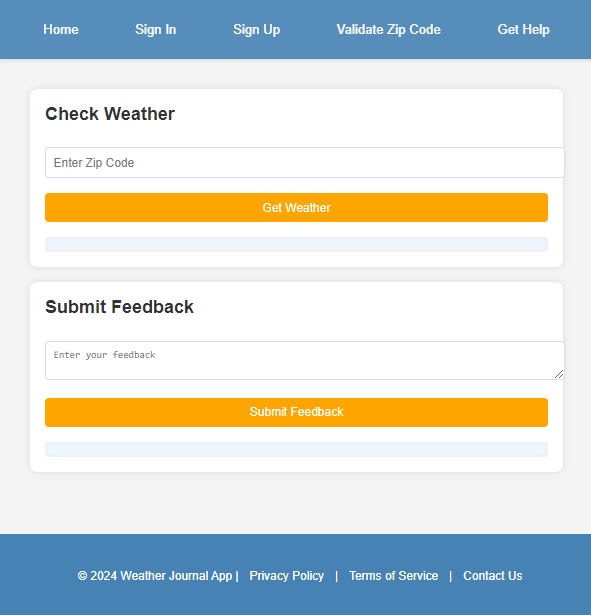 Home Sign In Sign Up Validate Zip Code Get Help
Check Weather
Enter Zip Code
Get Weather
Submit Feedback
Enter your feedback
Submit Feedback
© 2024 Weather Journal App | Privacy Policy | Terms of Service | Contact Us